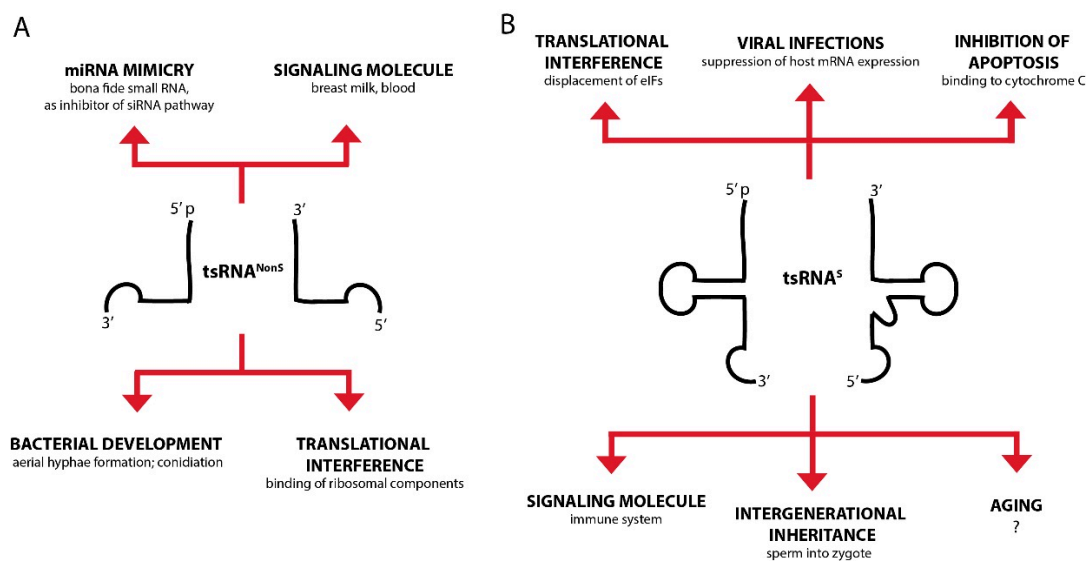 A
miRNA MIMICRY
bona fide small RNA,
as inhibitor of siRNA pathway
SIGNALING MOLECULE
breast milk, blood
5′ p
3′
tsRNA^NonS
3′
5′
BACTERIAL DEVELOPMENT
aerial hyphae formation; conidiation
TRANSLATIONAL
INTERFERENCE
binding of ribosomal components
B
TRANSLATIONAL
INTERFERENCE
displacement of eIFs
VIRAL INFECTIONS
suppression of host mRNA expression
INHIBITION OF
APOPTOSIS
binding to cytochrome C
5′ p
3′
tsRNA^S
3′
5′
SIGNALING MOLECULE
immune system
INTERGENERATIONAL
INHERITANCE
sperm into zygote
AGING
?